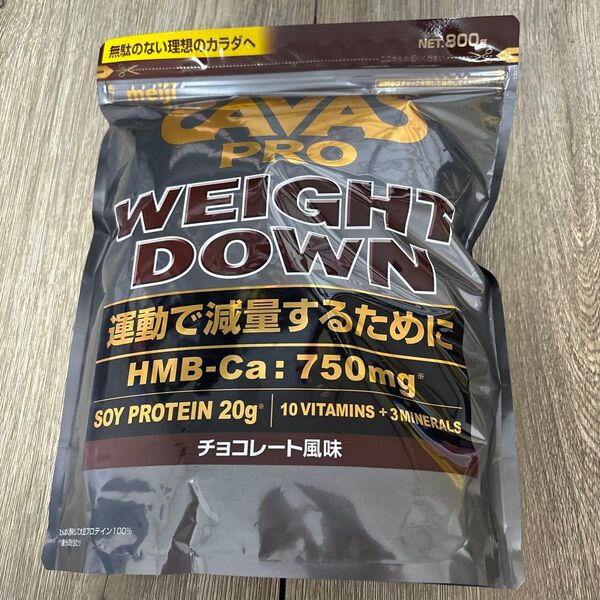 無駄のない理想のカラダへ
NET.800g
meiji
SAVAS
PRO
WEIGHT
DOWN
運動で減量するために
HMB-Ca : 750mg※
SOY PROTEIN 20g※ 10 VITAMINS + 3 MINERALS
チョコレート風味